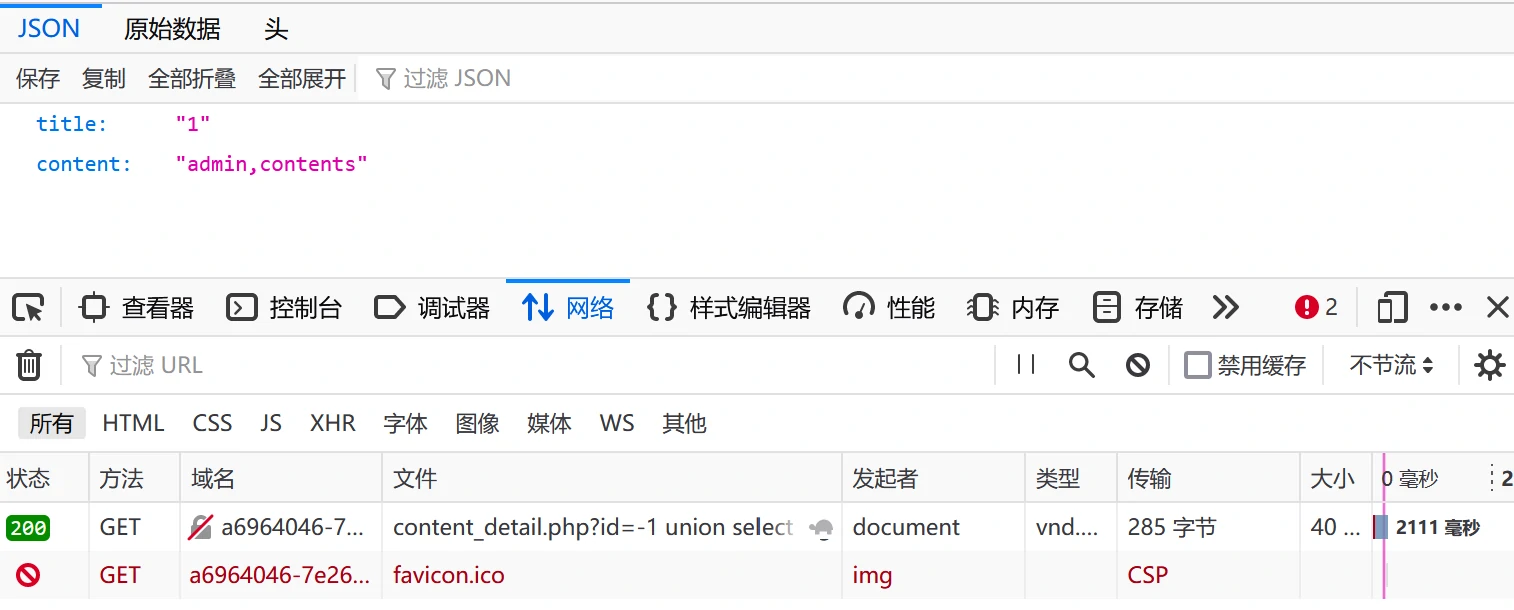 JSON 原始数据 头
保存 复制 全部折叠 全部展开 过滤 JSON
title: "1"
content: "admin,contents"
查看器 控制台 调试器 网络 样式编辑器 性能 内存 存储 2
过滤 URL 禁用缓存 不节流
所有 HTML CSS JS XHR 字体 图像 媒体 WS 其他
状态 方法 域名 文件 发起者 类型 传输 大小 0 毫秒 2
200 GET a6964046-7... content_detail.php?id=-1 union select document vnd.... 285 字节 40 ... 2111 毫秒
GET a6964046-7e26... favicon.ico img CSP